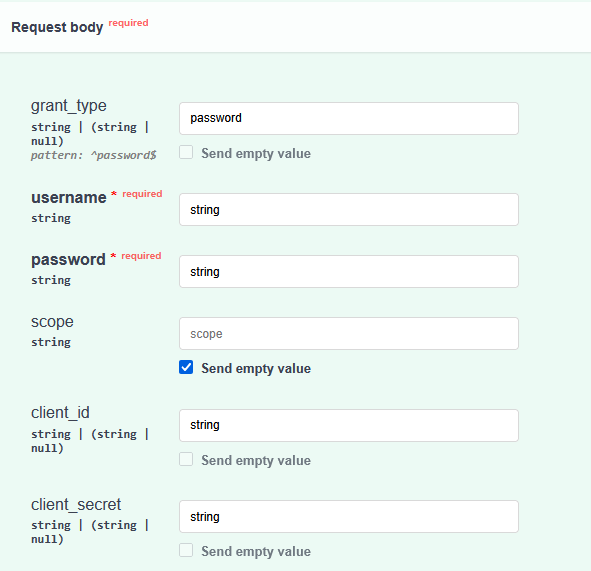 Request body required
grant_type
string | (string |
null)
pattern: ^password$
password
Send empty value
username * required
string
string
password * required
string
string
scope
string
scope
Send empty value
client_id
string | (string |
null)
string
Send empty value
client_secret
string | (string |
null)
string
Send empty value